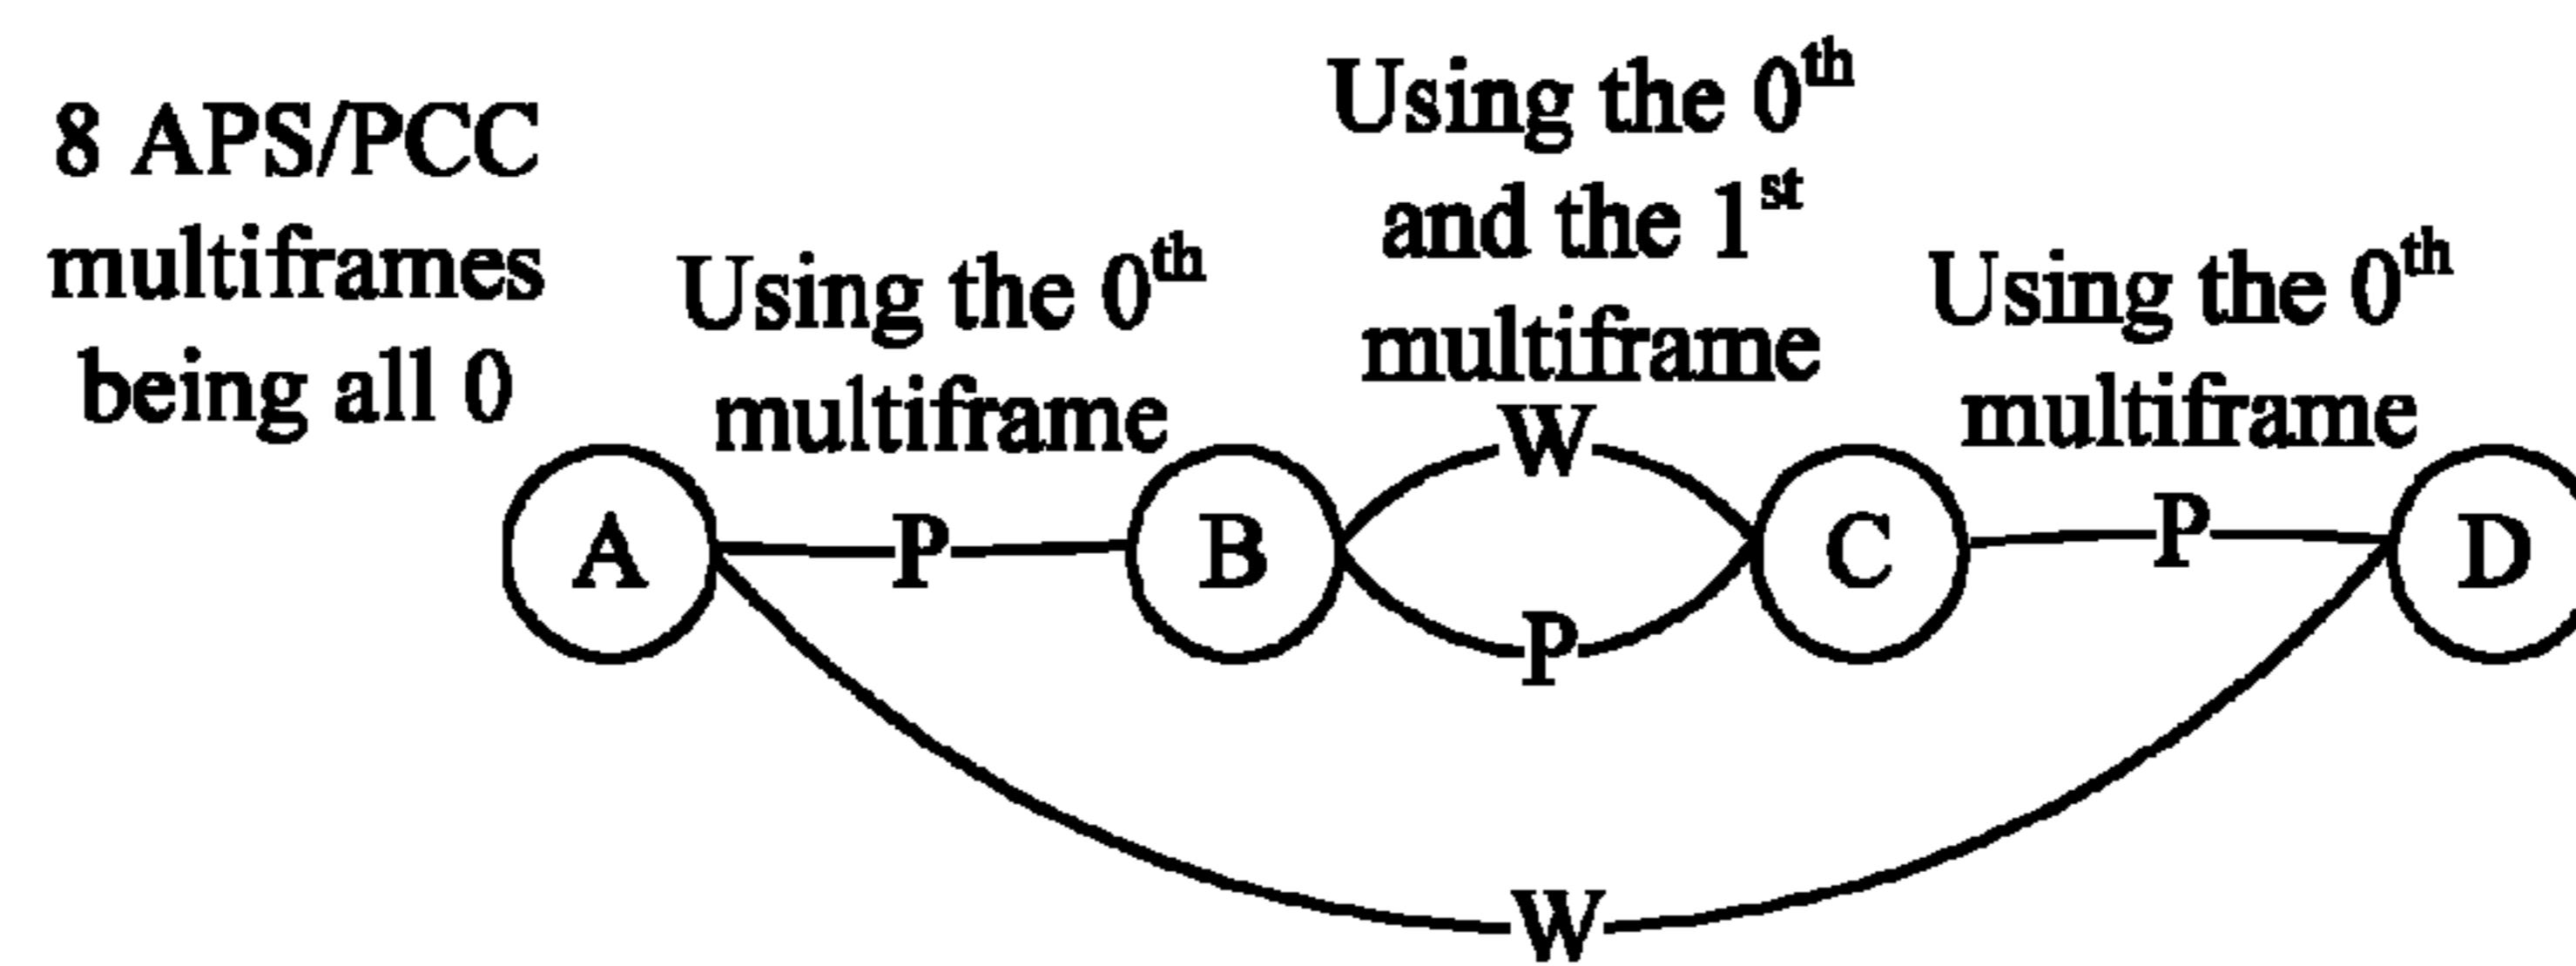 8 APS/PCC
multiframes
being all 0
Using the 0th
multiframe
Using the 0th
and the 1st
multiframe
Using the 0th
multiframe
W
A
P
B
C
P
D
P
W